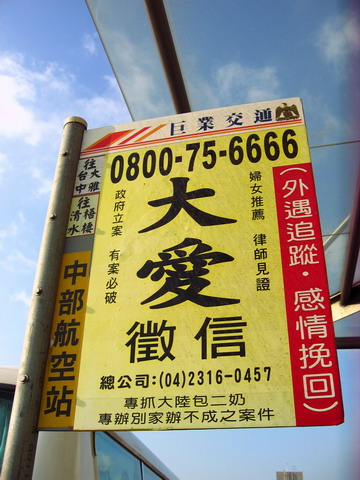 巨業交通
往大雅
台中
往梧棲
清水
中部航空站
0800-75-6666
政府立案 有案必破
大愛
徵信
婦女推薦 律師見證
(外遇追蹤·感情挽回)
總公司:(04)2316-0457
專抓大陸包二奶
專辦別家辦不成之案件